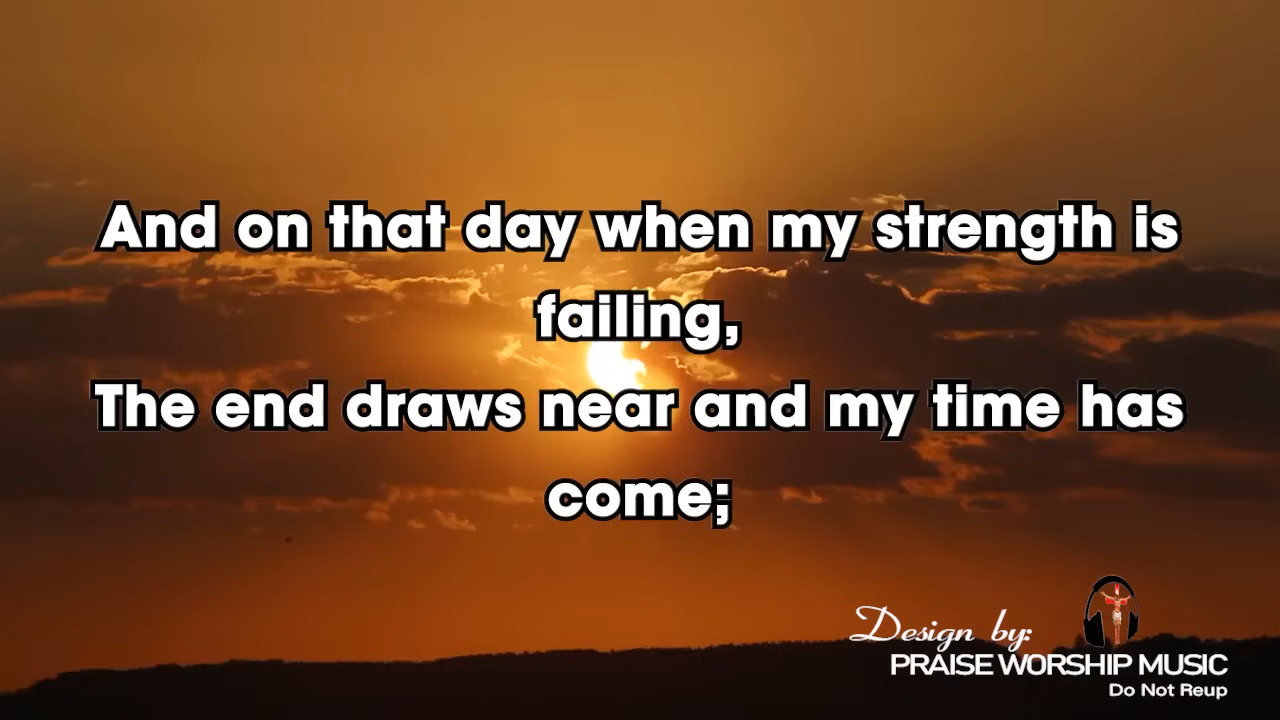 And on that day when my strength is
failing,
The end draws near and my time has
come;
Design by:
PRAISE WORSHIP MUSIC
Do Not Reup